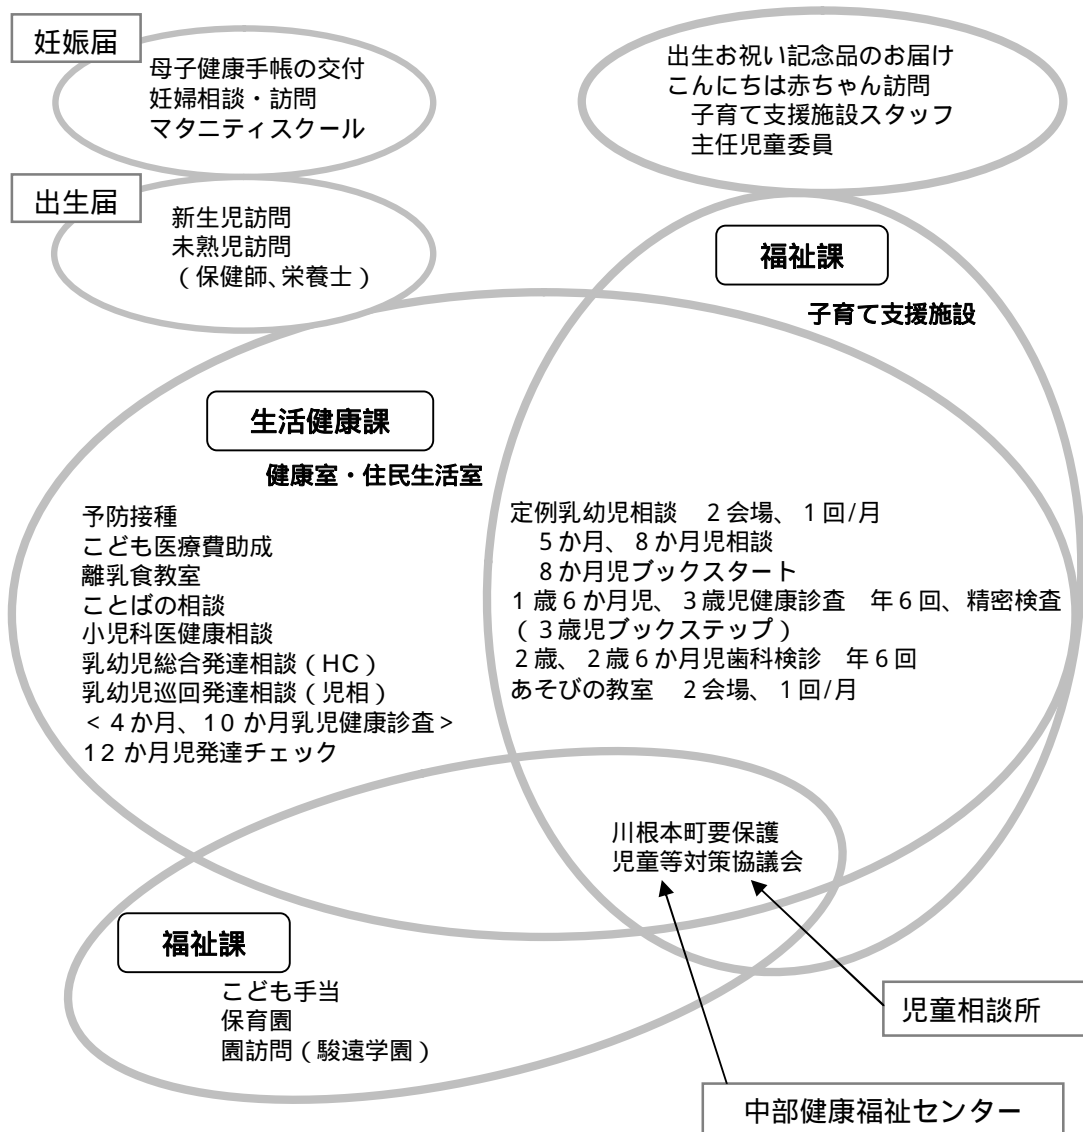 妊娠届
母子健康手帳の交付
妊婦相談・訪問
マタニティスクール
出生お祝い記念品のお届け
こんにちは赤ちゃん訪問
子育て支援施設スタッフ
主任児童委員
出生届
新生児訪問
未熟児訪問
(保健師、栄養士)
福祉課
子育て支援施設
生活健康課
健康室・住民生活室
予防接種
こども医療費助成
離乳食教室
ことばの相談
小児科医健康相談
乳幼児総合発達相談(HC)
乳幼児巡回発達相談(児相)
<4か月、10か月乳児健康診査>
12か月児発達チェック
定例乳幼児相談 2会場、1回/月
5か月、8か月児相談
8か月児ブックスタート
1歳6か月児、3歳児健康診査 年6回、精密検査
(3歳児ブックステップ)
2歳、2歳6か月児歯科検診 年6回
あそびの教室 2会場、1回/月
川根本町要保護
児童等対策協議会
福祉課
こども手当
保育園
園訪問(駿遠学園)
児童相談所
中部健康福祉センター